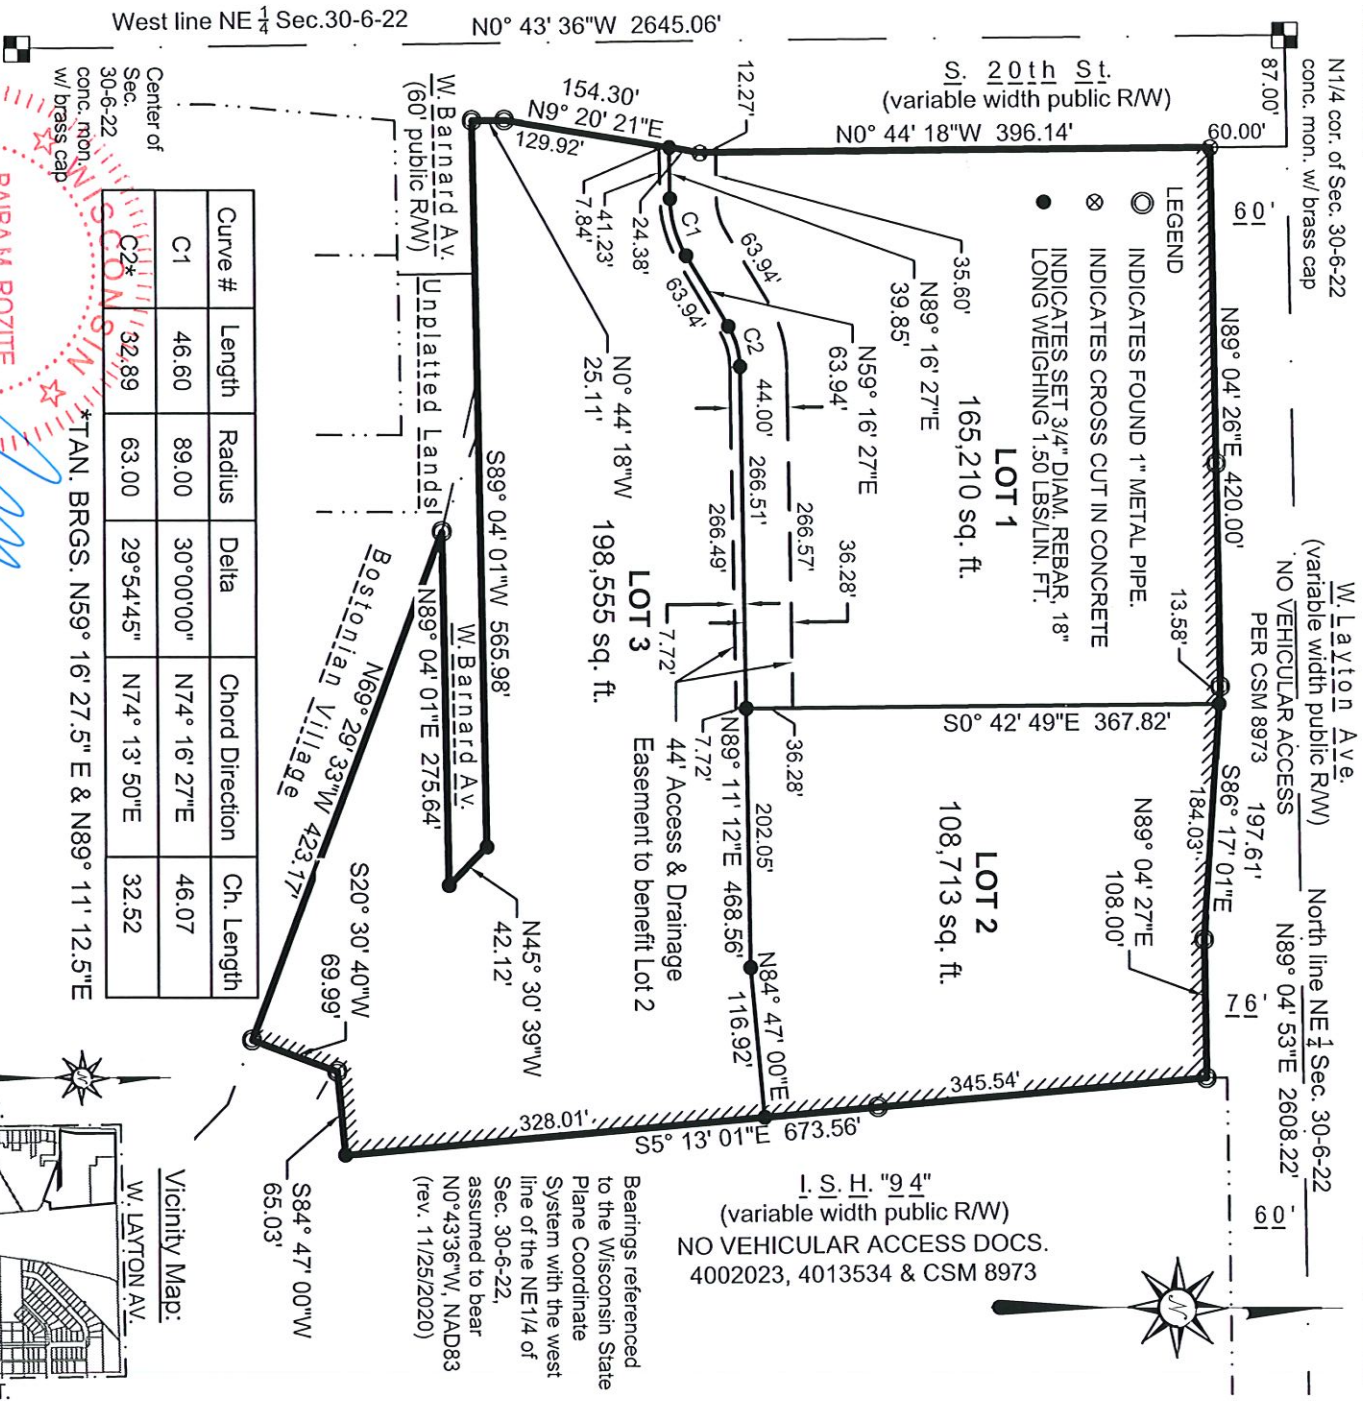 West line NE 1/4 Sec.30-6-22
N0° 43' 36"W 2645.06'
N1/4 cor. of Sec. 30-6-22
conc. mon. w/ brass cap
87.00'
60.00'
60'
S. 20th St.
(variable width public R/W)
N0° 44' 18"W 396.14'
12.27'
154.30'
N9° 20' 21"E
129.92'
W. Barnard Av.
(60' public R/W)
Center of
Sec.
30-6-22
conc. mon.
w/ brass cap
LEGEND
INDICATES FOUND 1" METAL PIPE.
INDICATES CROSS CUT IN CONCRETE
INDICATES SET 3/4" DIAM. REBAR, 18"
LONG WEIGHING 1.50 LBS/LIN. FT.
N89° 04' 26"E 420.00'
W. Layton Ave.
(variable width public R/W)
NO VEHICULAR ACCESS
PER CSM 8973
13.58'
197.61'
S86° 17' 01"E
184.03'
North line NE 1/4 Sec. 30-6-22
N89° 04' 53"E 2608.22'
76'
60'
N89° 04' 27"E
108.00'
LOT 1
165,210 sq. ft.
LOT 2
108,713 sq. ft.
LOT 3
198,555 sq. ft.
S0° 42' 49"E 367.82'
35.60'
N89° 16' 27"E
39.85'
63.94'
N59° 16' 27"E
63.94'
24.38'
41.23'
7.84'
C1
63.94'
C2
44.00'
266.51'
266.49'
266.57'
36.28'
7.72'
36.28'
7.72'
N0° 44' 18"W
25.11'
44' Access & Drainage
Easement to benefit Lot 2
N89° 11' 12"E 468.56'
202.05'
N84° 47' 00"E
116.92'
345.54'
S5° 13' 01"E 673.56'
328.01'
I. S. H. "94"
(variable width public R/W)
NO VEHICULAR ACCESS DOCS.
4002023, 4013534 & CSM 8973
Unplatted Lands
S89° 04' 01"W 565.98'
W. Barnard Av.
N89° 04' 01"E 275.64'
N45° 30' 39"W
42.12'
Bostonian Village
N69° 29' 33"W 423.17'
S20° 30' 40"W
69.99'
S84° 47' 00"W
65.03'
Bearings referenced
to the Wisconsin State
Plane Coordinate
System with the west
line of the NE1/4 of
Sec. 30-6-22,
assumed to bear
N0°43'36"W, NAD83
(rev. 11/25/2020)
Curve # Length Radius Delta Chord Direction Ch. Length
C1 46.60 89.00 30°00'00" N74° 16' 27"E 46.07
C2* 32.89 63.00 29°54'45" N74° 13' 50"E 32.52
*TAN. BRGS. N59° 16' 27.5" E & N89° 11' 12.5"E
WISCONSIN
N
N
Vicinity Map:
W. LAYTON AV.